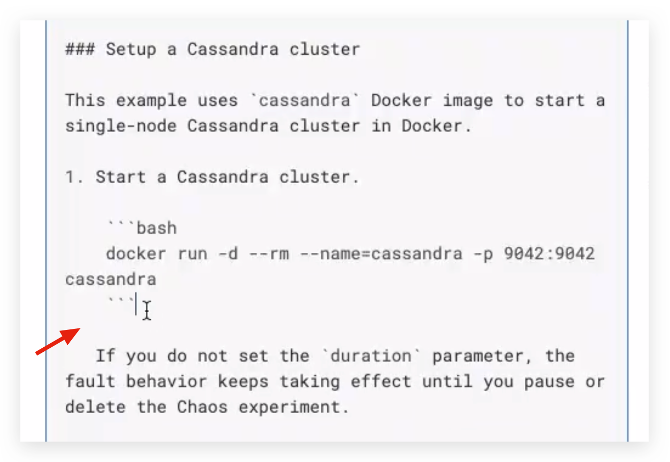 ### Setup a Cassandra cluster
This example uses `cassandra` Docker image to start a
single-node Cassandra cluster in Docker.
1. Start a Cassandra cluster.
```bash
docker run -d --rm --name=cassandra -p 9042:9042
cassandra
```
If you do not set the `duration` parameter, the
fault behavior keeps taking effect until you pause or
delete the Chaos experiment.